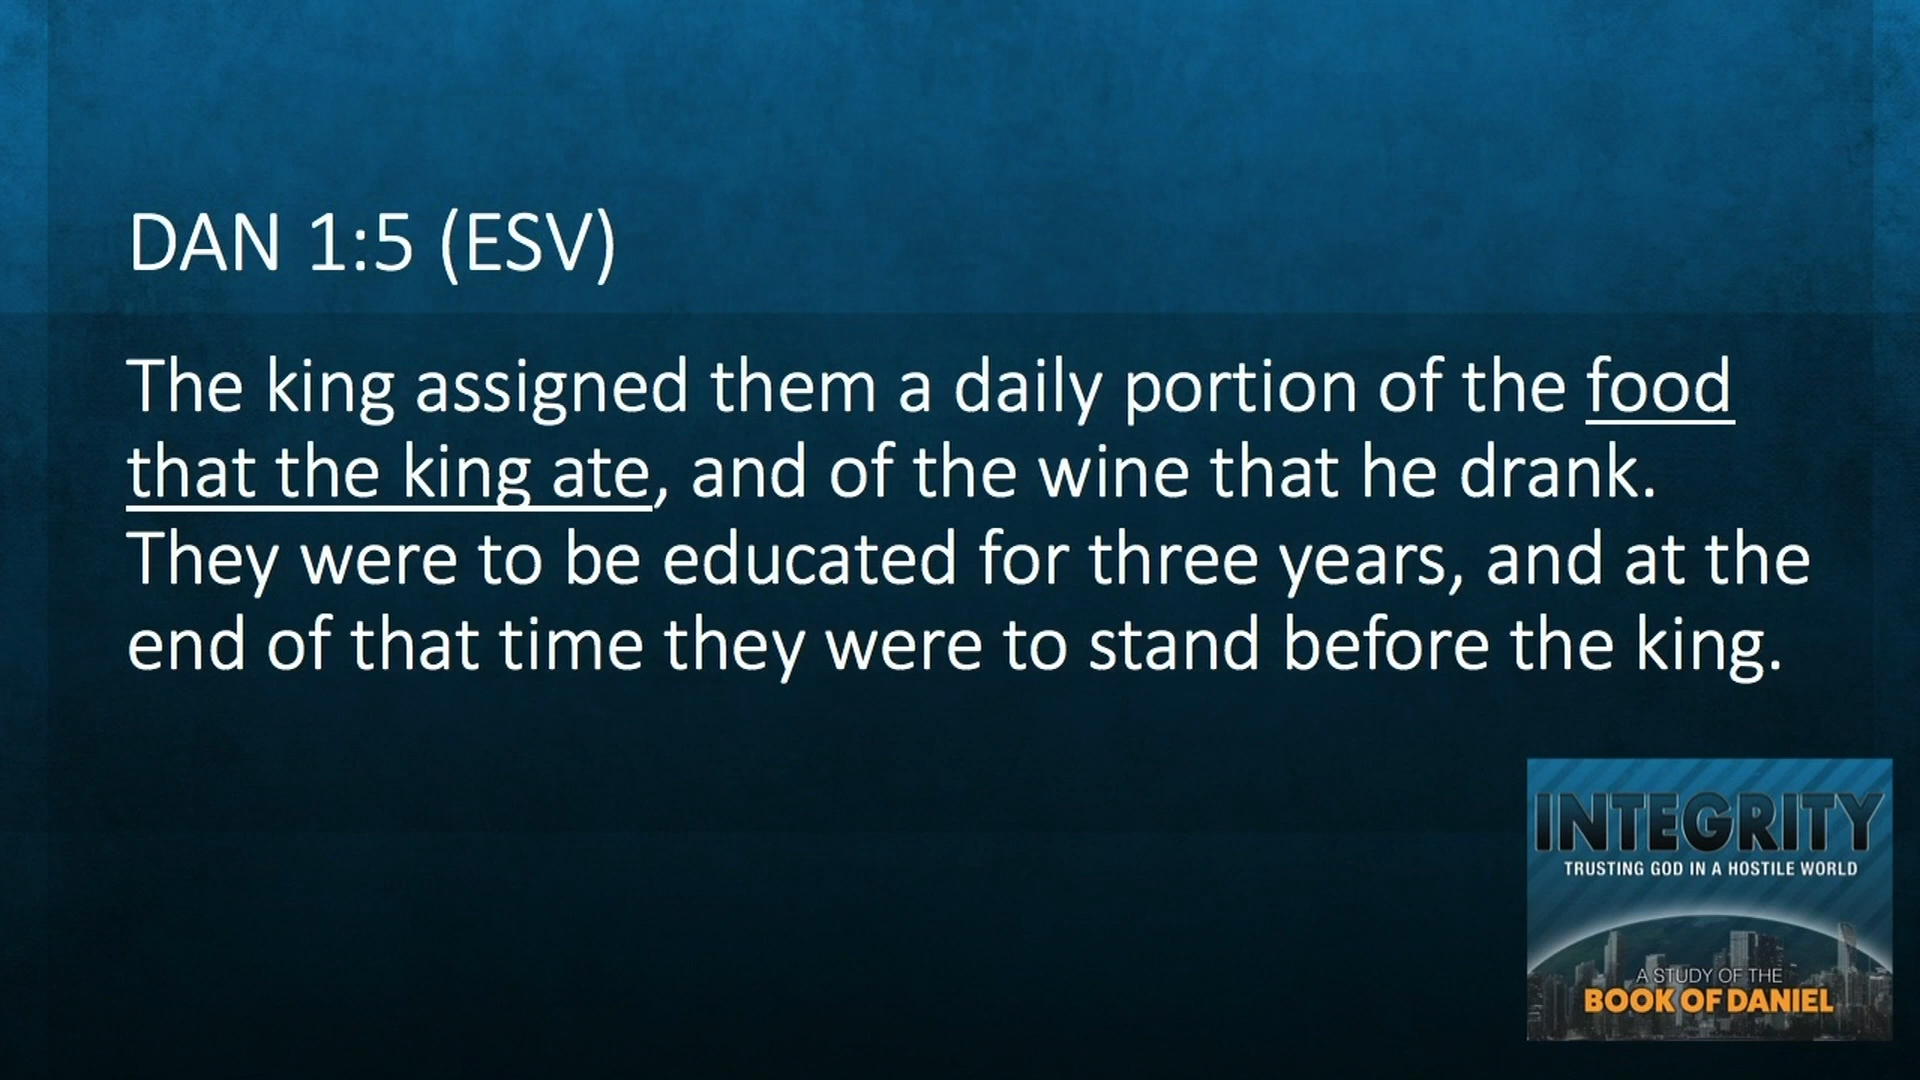 DAN 1:5 (ESV)
The king assigned them a daily portion of the food
that the king ate, and of the wine that he drank.
They were to be educated for three years, and at the
end of that time they were to stand before the king.
INTEGRITY
TRUSTING GOD IN A HOSTILE WORLD
A STUDY OF THE
BOOK OF DANIEL